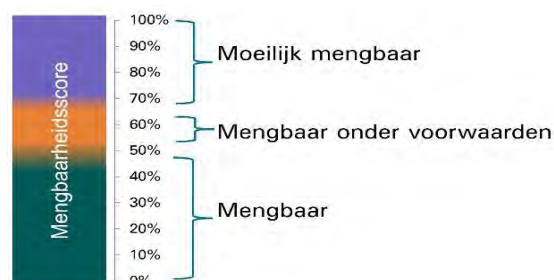 Mengbaarheidsscore
100%
90%
80%
70%
60%
50%
40%
30%
20%
10%
0%
Moeilijk mengbaar
Mengbaar onder voorwaarden
Mengbaar